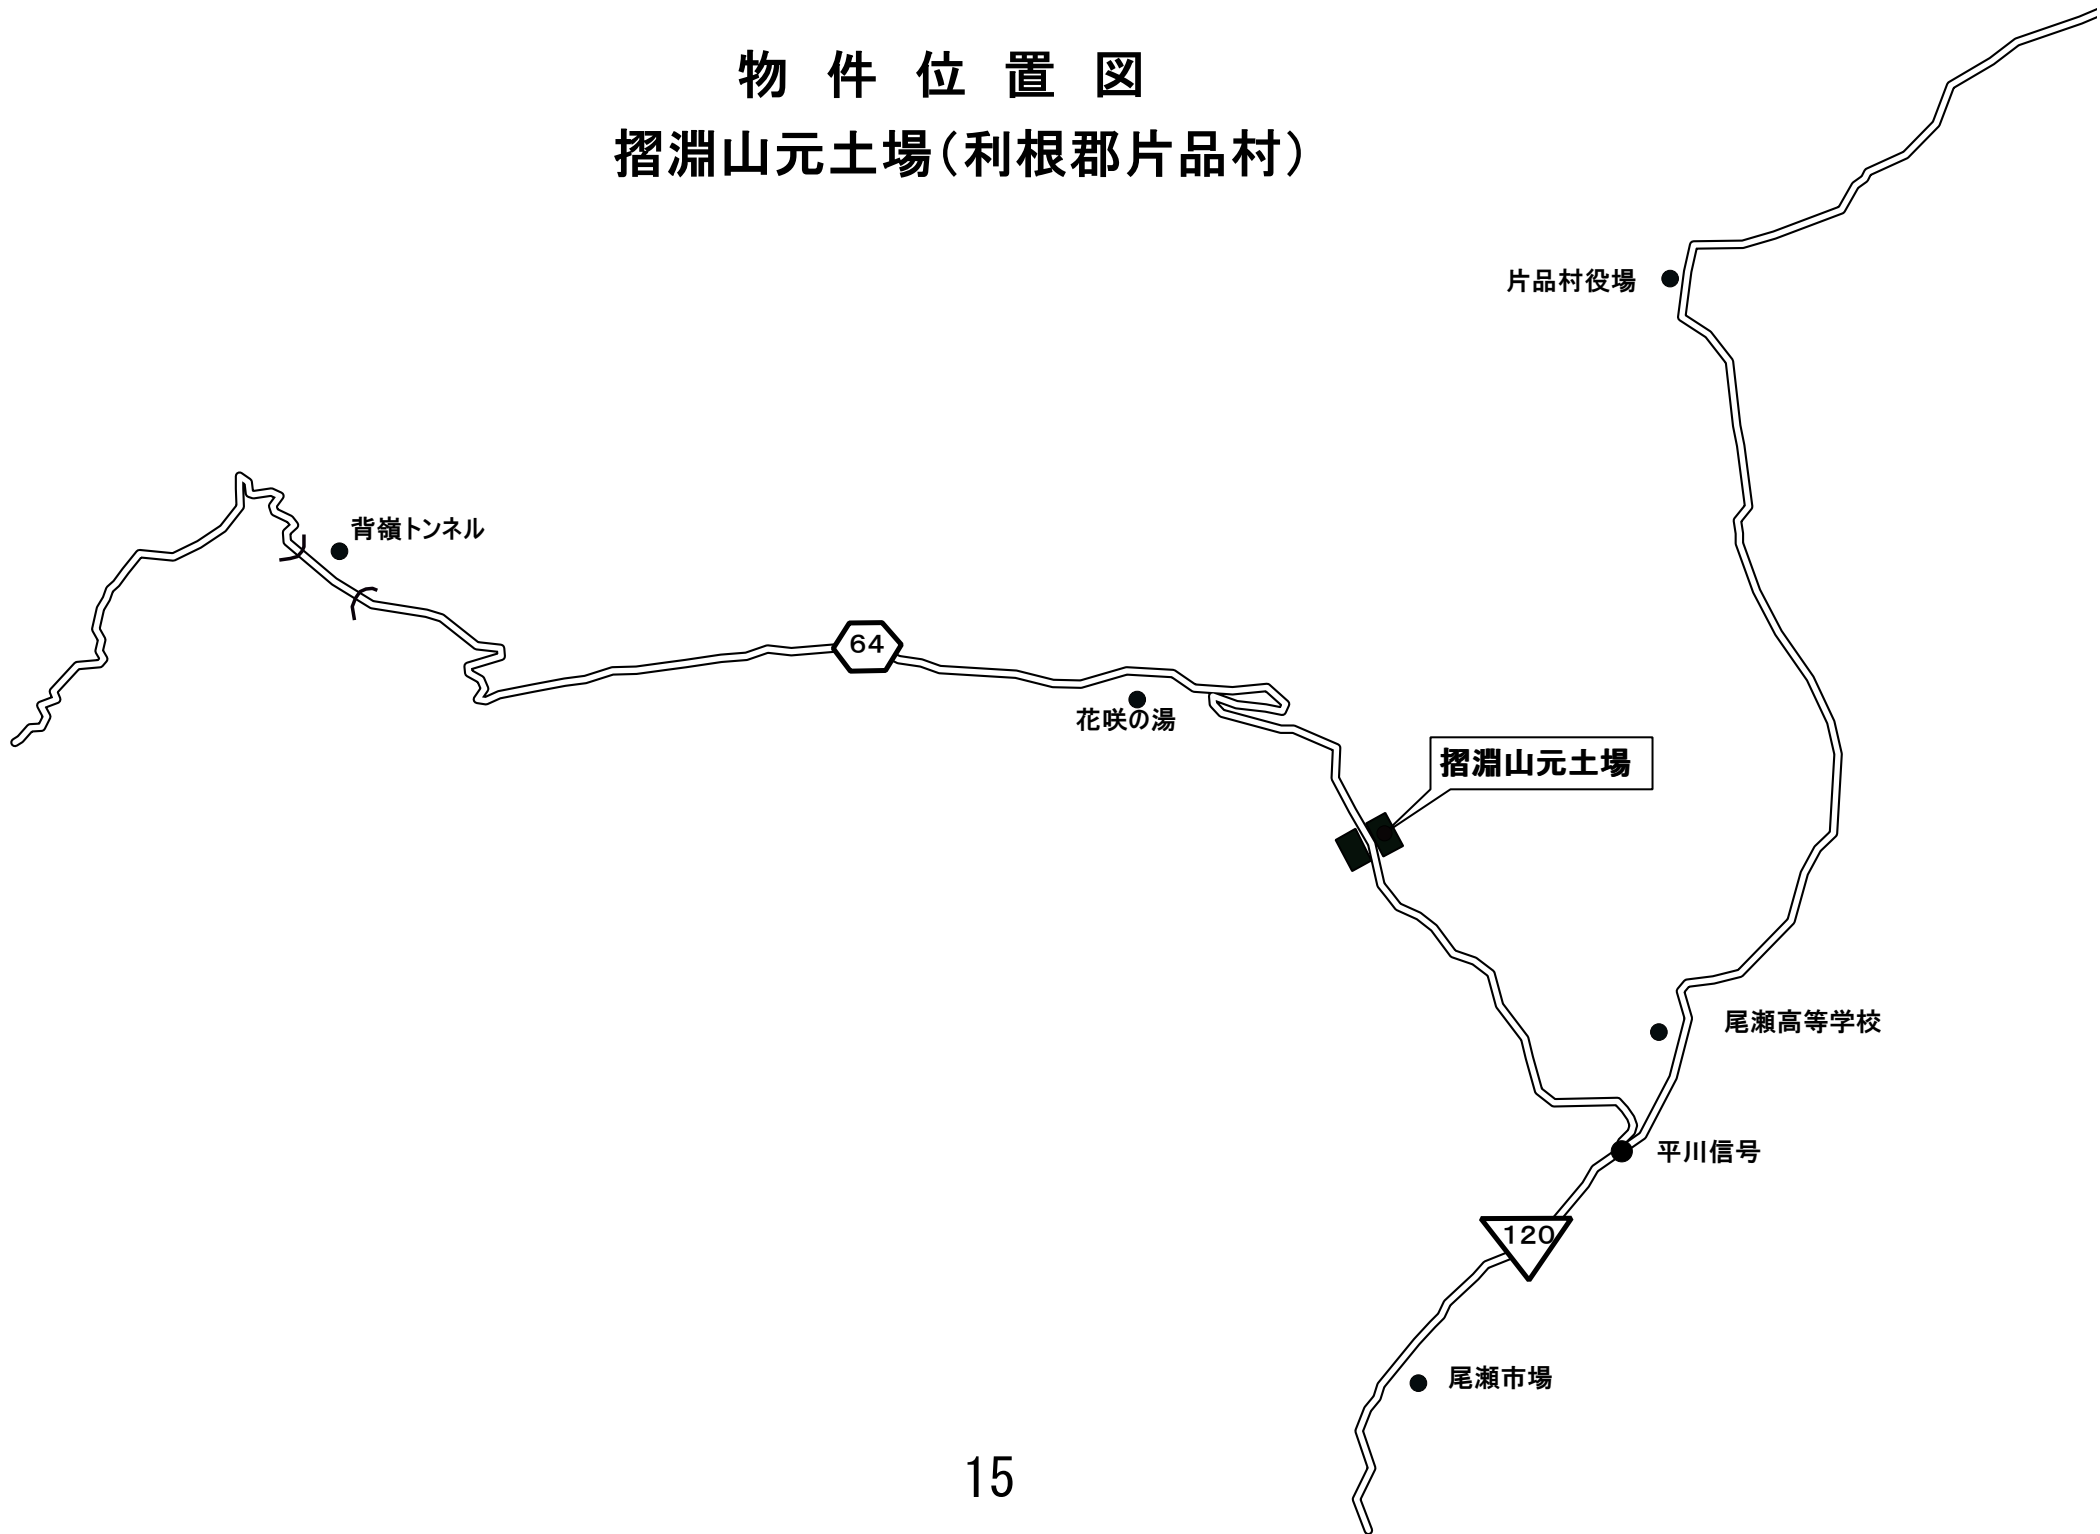 物件位置図
摺淵山元土場(利根郡片品村)
片品村役場
背嶺トンネル
64
花咲の湯
摺淵山元土場
尾瀬高等学校
平川信号
120
尾瀬市場
15